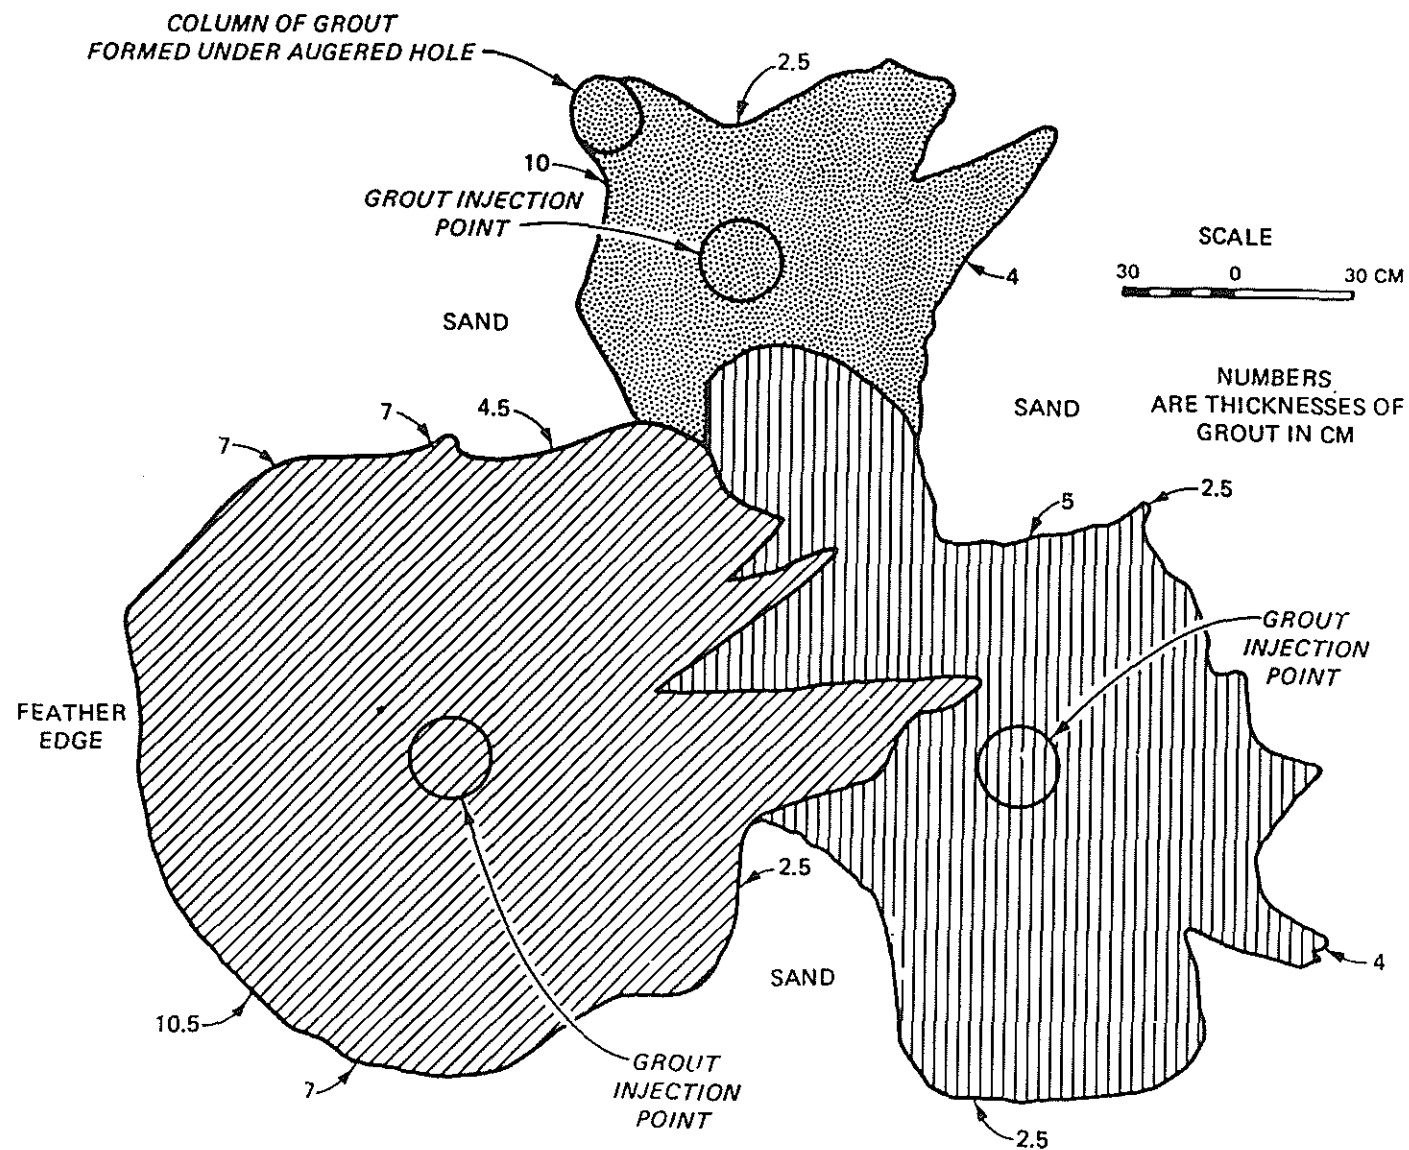 COLUMN OF GROUT
FORMED UNDER AUGERED HOLE
2.5
10
GROUT INJECTION
POINT
4
SCALE
30 0 30 CM
SAND
NUMBERS
ARE THICKNESSES OF
GROUT IN CM
SAND
7
4.5
7
5
2.5
GROUT
INJECTION
POINT
FEATHER
EDGE
2.5
SAND
4
10.5
7
GROUT
INJECTION
POINT
2.5